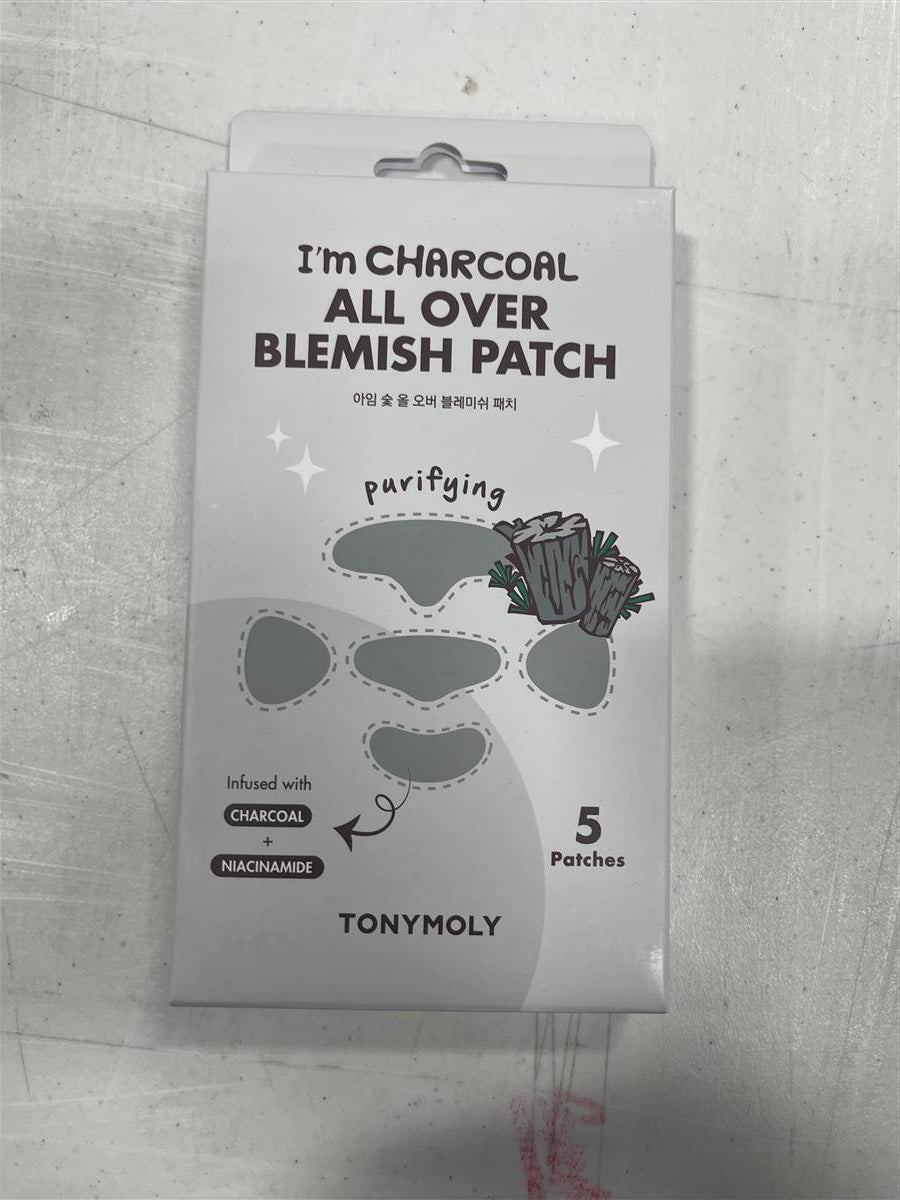 I'm CHARCOAL
ALL OVER
BLEMISH PATCH
아임 숯 올 오버 블레미쉬 패치
purifying
Infused with
CHARCOAL
+
NIACINAMIDE
5
Patches
TONYMOLY